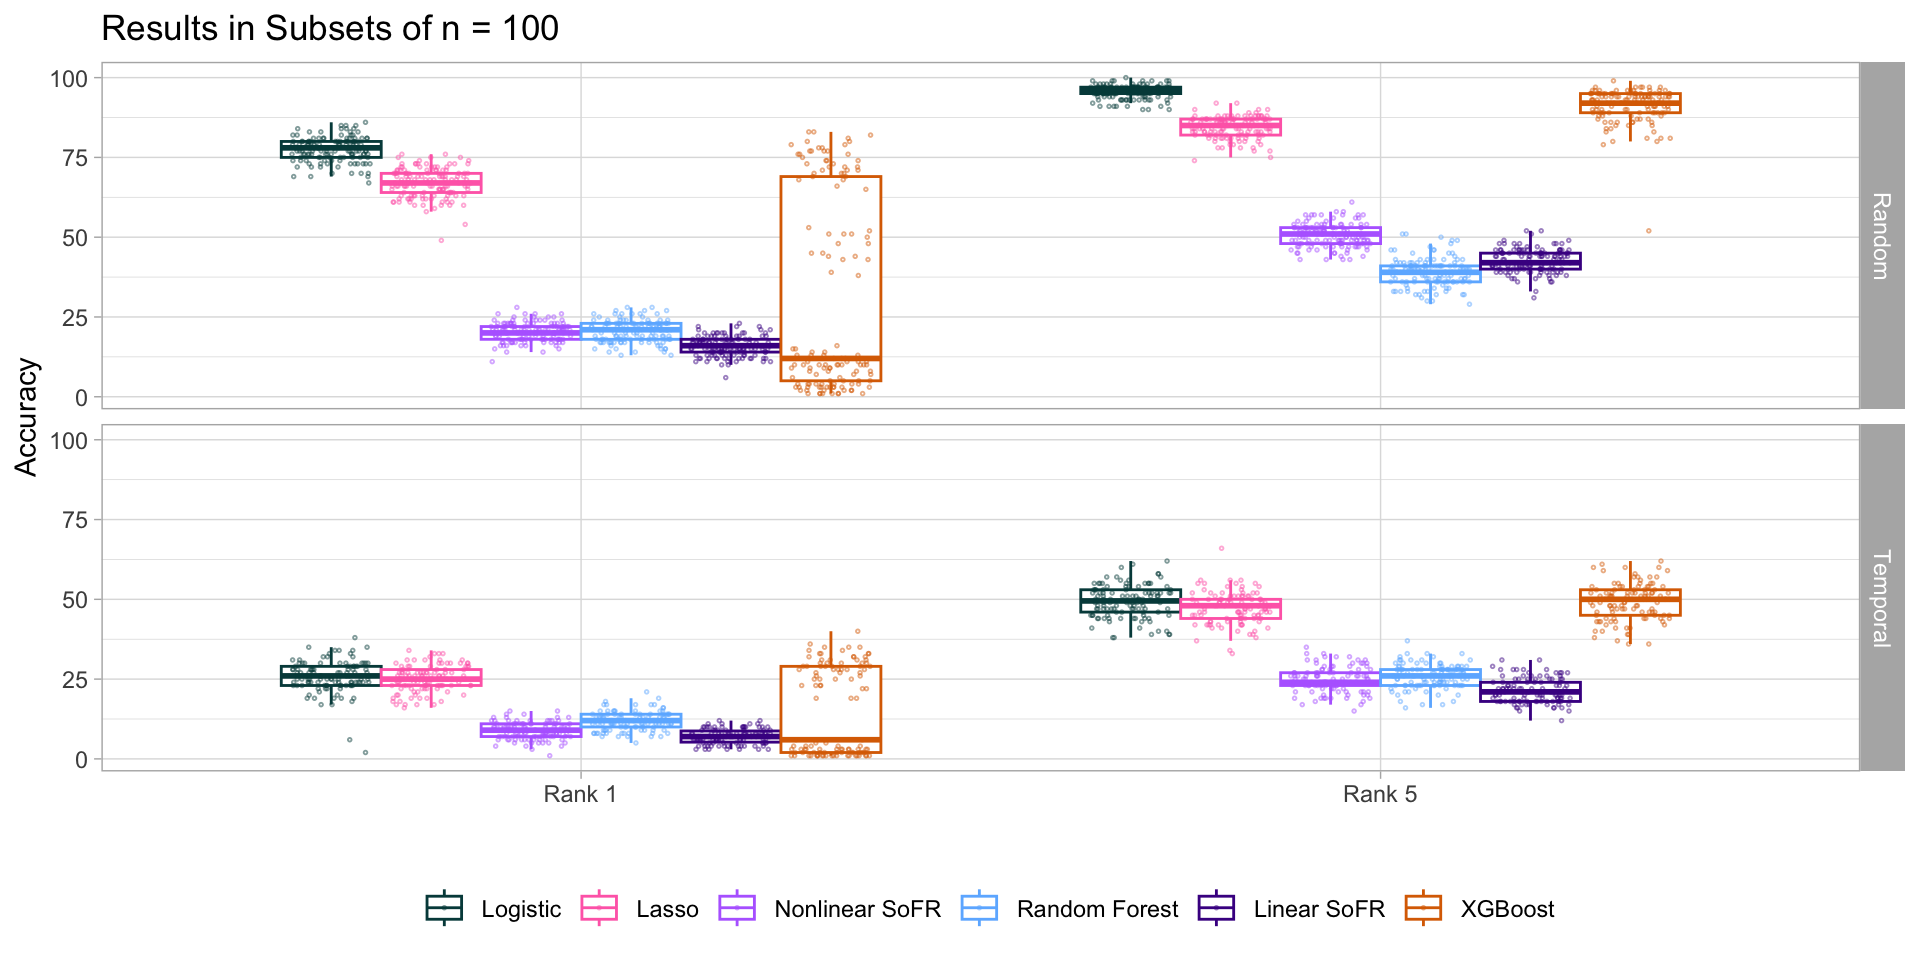 Results in Subsets of n = 100
Accuracy
100
75
50
25
0
Random
100
75
50
25
0
Temporal
Rank 1
Rank 5
Logistic
Lasso
Nonlinear SoFR
Random Forest
Linear SoFR
XGBoost